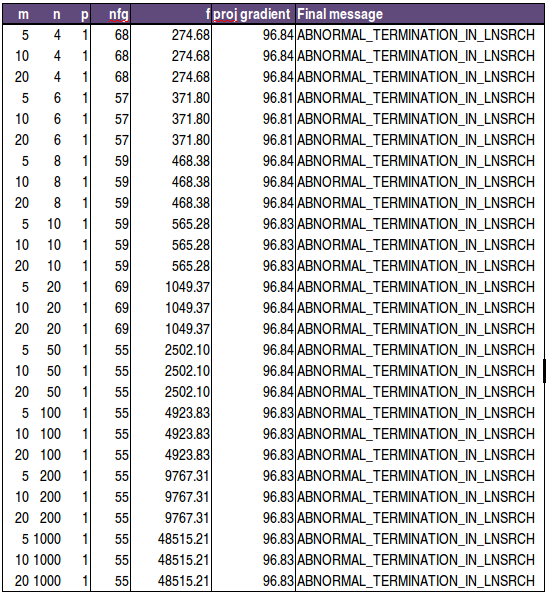 m n p nfg f proj gradient Final message
5 4 1 68 274.68 96.84 ABNORMAL_TERMINATION_IN_LNSRCH
10 4 1 68 274.68 96.84 ABNORMAL_TERMINATION_IN_LNSRCH
20 4 1 68 274.68 96.84 ABNORMAL_TERMINATION_IN_LNSRCH
5 6 1 57 371.80 96.81 ABNORMAL_TERMINATION_IN_LNSRCH
10 6 1 57 371.80 96.81 ABNORMAL_TERMINATION_IN_LNSRCH
20 6 1 57 371.80 96.81 ABNORMAL_TERMINATION_IN_LNSRCH
5 8 1 59 468.38 96.84 ABNORMAL_TERMINATION_IN_LNSRCH
10 8 1 59 468.38 96.84 ABNORMAL_TERMINATION_IN_LNSRCH
20 8 1 59 468.38 96.84 ABNORMAL_TERMINATION_IN_LNSRCH
5 10 1 59 565.28 96.83 ABNORMAL_TERMINATION_IN_LNSRCH
10 10 1 59 565.28 96.83 ABNORMAL_TERMINATION_IN_LNSRCH
20 10 1 59 565.28 96.83 ABNORMAL_TERMINATION_IN_LNSRCH
5 20 1 69 1049.37 96.84 ABNORMAL_TERMINATION_IN_LNSRCH
10 20 1 69 1049.37 96.84 ABNORMAL_TERMINATION_IN_LNSRCH
20 20 1 69 1049.37 96.84 ABNORMAL_TERMINATION_IN_LNSRCH
5 50 1 55 2502.10 96.84 ABNORMAL_TERMINATION_IN_LNSRCH
10 50 1 55 2502.10 96.84 ABNORMAL_TERMINATION_IN_LNSRCH
20 50 1 55 2502.10 96.84 ABNORMAL_TERMINATION_IN_LNSRCH
5 100 1 55 4923.83 96.83 ABNORMAL_TERMINATION_IN_LNSRCH
10 100 1 55 4923.83 96.83 ABNORMAL_TERMINATION_IN_LNSRCH
20 100 1 55 4923.83 96.83 ABNORMAL_TERMINATION_IN_LNSRCH
5 200 1 55 9767.31 96.83 ABNORMAL_TERMINATION_IN_LNSRCH
10 200 1 55 9767.31 96.83 ABNORMAL_TERMINATION_IN_LNSRCH
20 200 1 55 9767.31 96.83 ABNORMAL_TERMINATION_IN_LNSRCH
5 1000 1 55 48515.21 96.83 ABNORMAL_TERMINATION_IN_LNSRCH
10 1000 1 55 48515.21 96.83 ABNORMAL_TERMINATION_IN_LNSRCH
20 1000 1 55 48515.21 96.83 ABNORMAL_TERMINATION_IN_LNSRCH